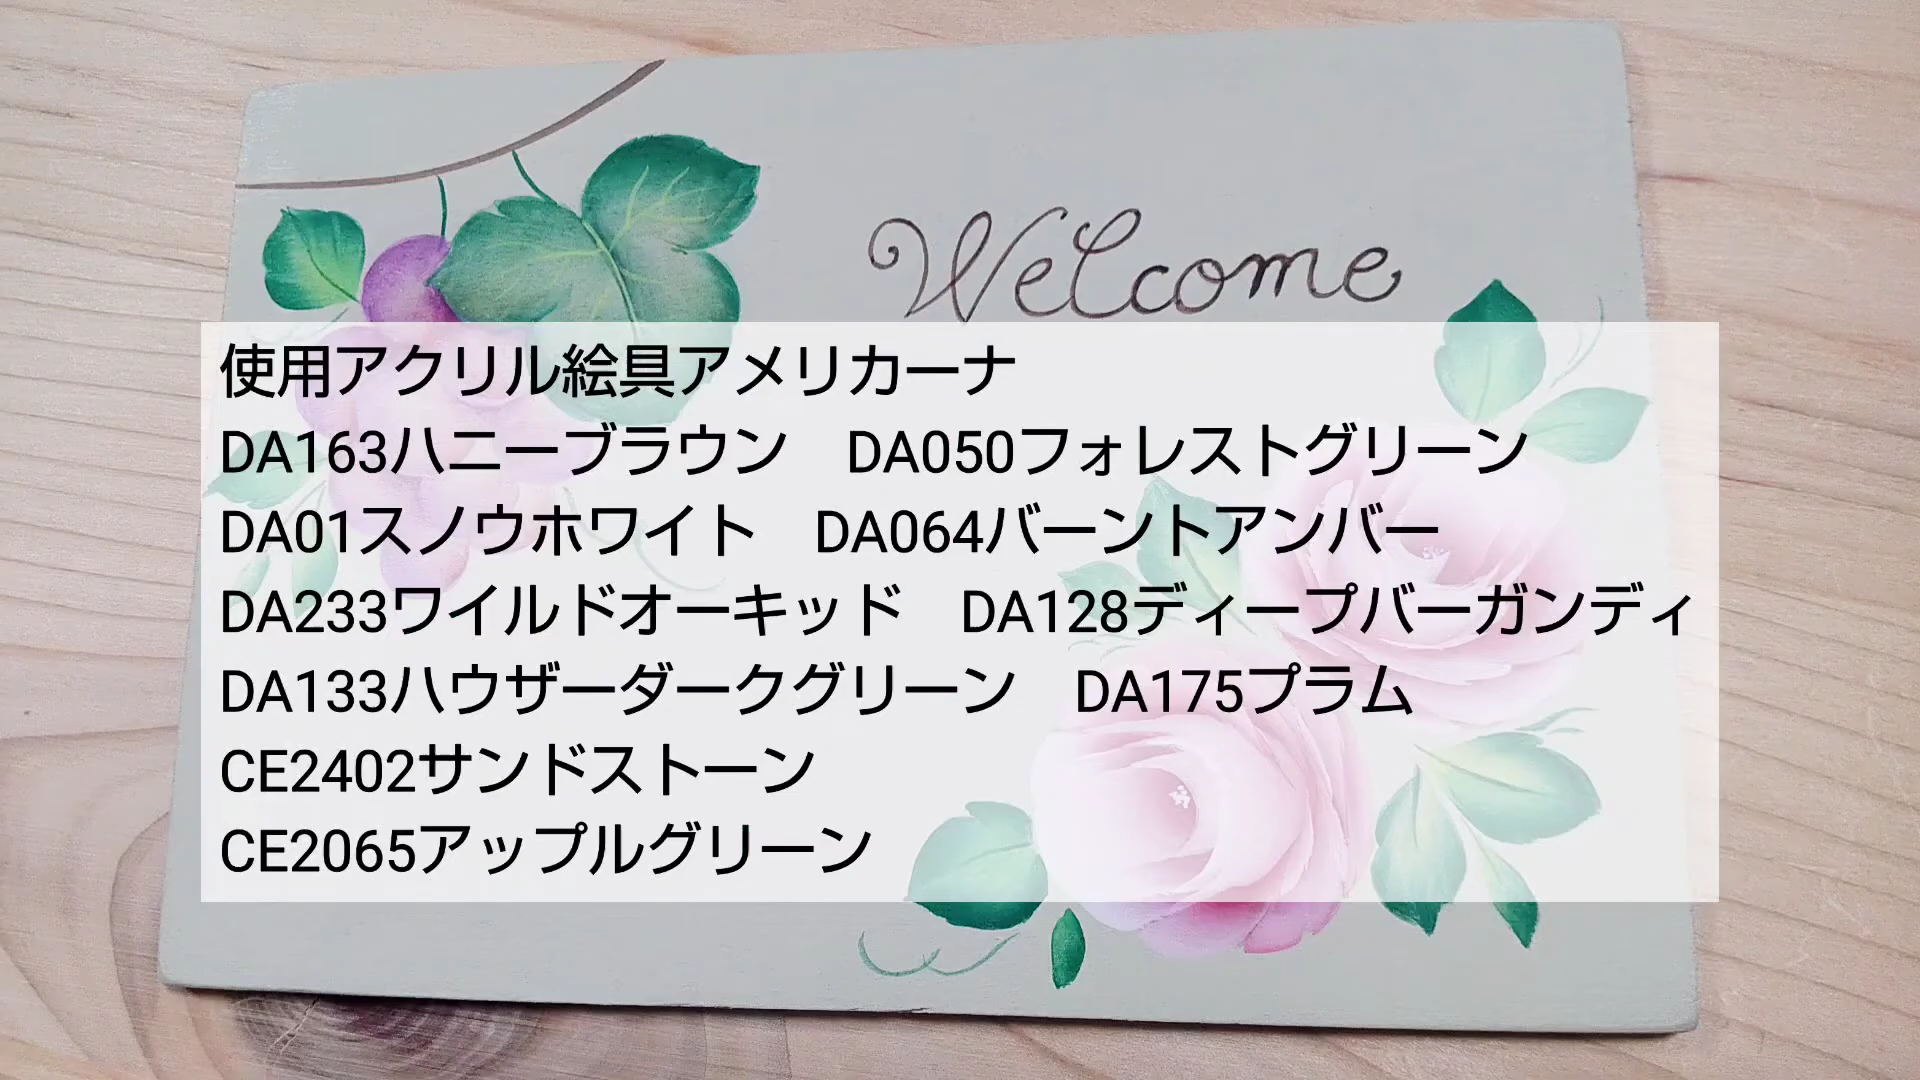 Welcome
使用アクリル絵具アメリカーナ
DA163ハニーブラウン　DA050フォレストグリーン
DA01スノウホワイト　DA064バーントアンバー
DA233ワイルドオーキッド　DA128ディープバーガンディ
DA133ハウザーダークグリーン　DA175プラム
CE2402サンドストーン
CE2065アップルグリーン